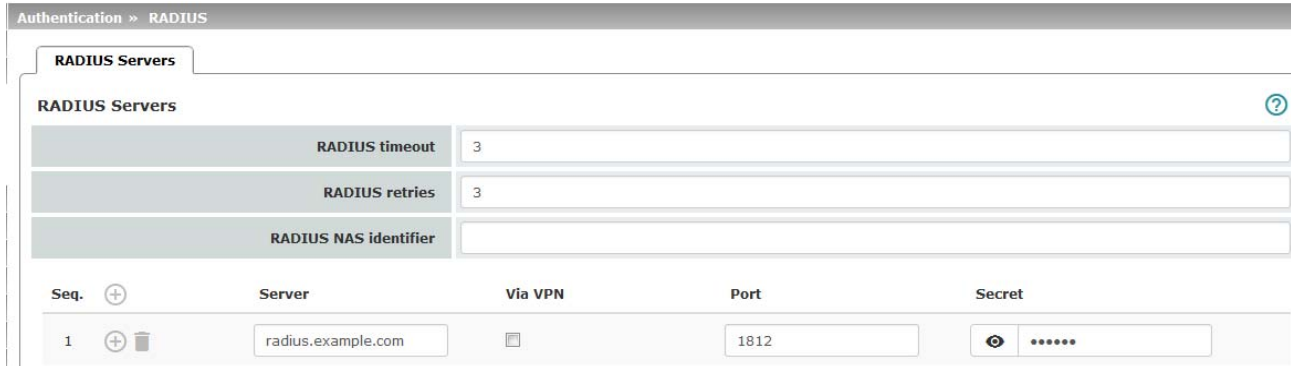 Authentication » RADIUS
RADIUS Servers
RADIUS Servers
RADIUS timeout 3
RADIUS retries 3
RADIUS NAS identifier
Seq. Server Via VPN Port Secret
1 radius.example.com 1812 ••••••